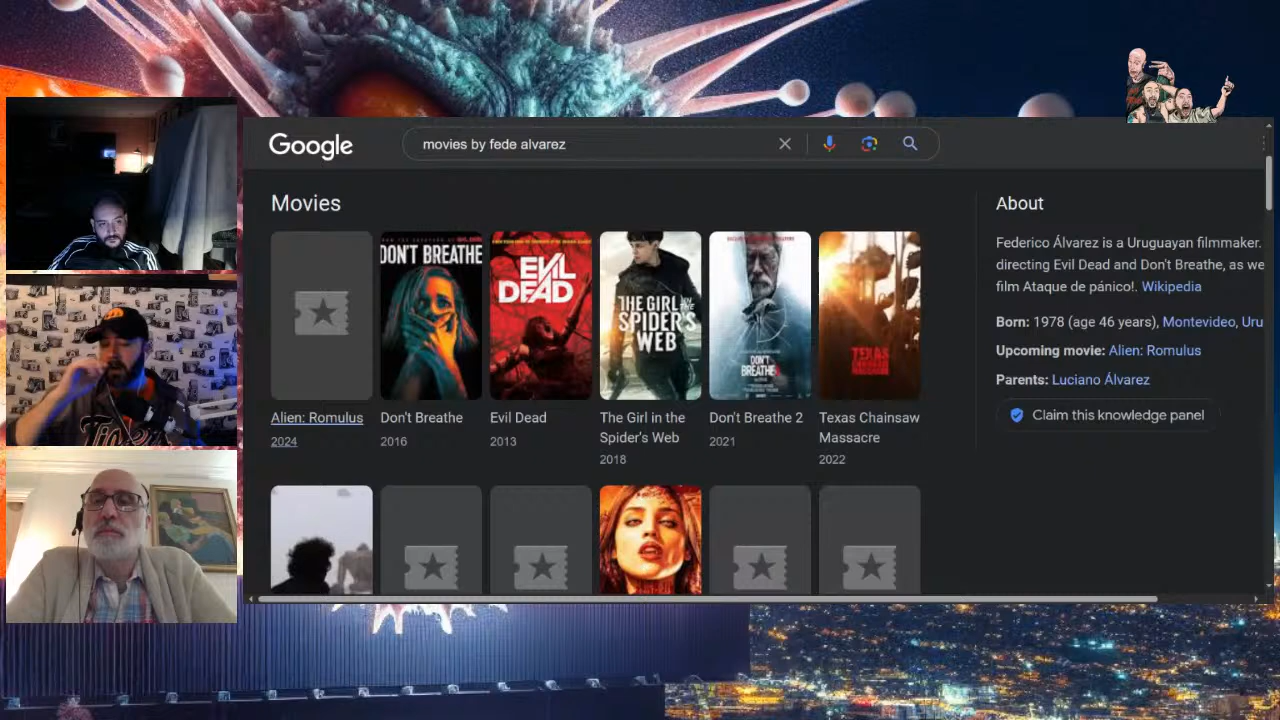 Google
movies by fede alvarez
Movies
About
Federico Álvarez is a Uruguayan filmmaker.
directing Evil Dead and Don't Breathe, as we
film Ataque de pánico!. Wikipedia
Born: 1978 (age 46 years), Montevideo, Uru
Upcoming movie: Alien: Romulus
Parents: Luciano Álvarez
Claim this knowledge panel
DON'T BREATHE
EVIL DEAD
THE GIRL IN THE SPIDER'S WEB
DON'T BREATHE 2
TEXAS CHAINSAW MASSACRE
Alien: Romulus
2024
Don't Breathe
2016
Evil Dead
2013
The Girl in the
Spider's Web
2018
Don't Breathe 2
2021
Texas Chainsaw
Massacre
2022
Tigers